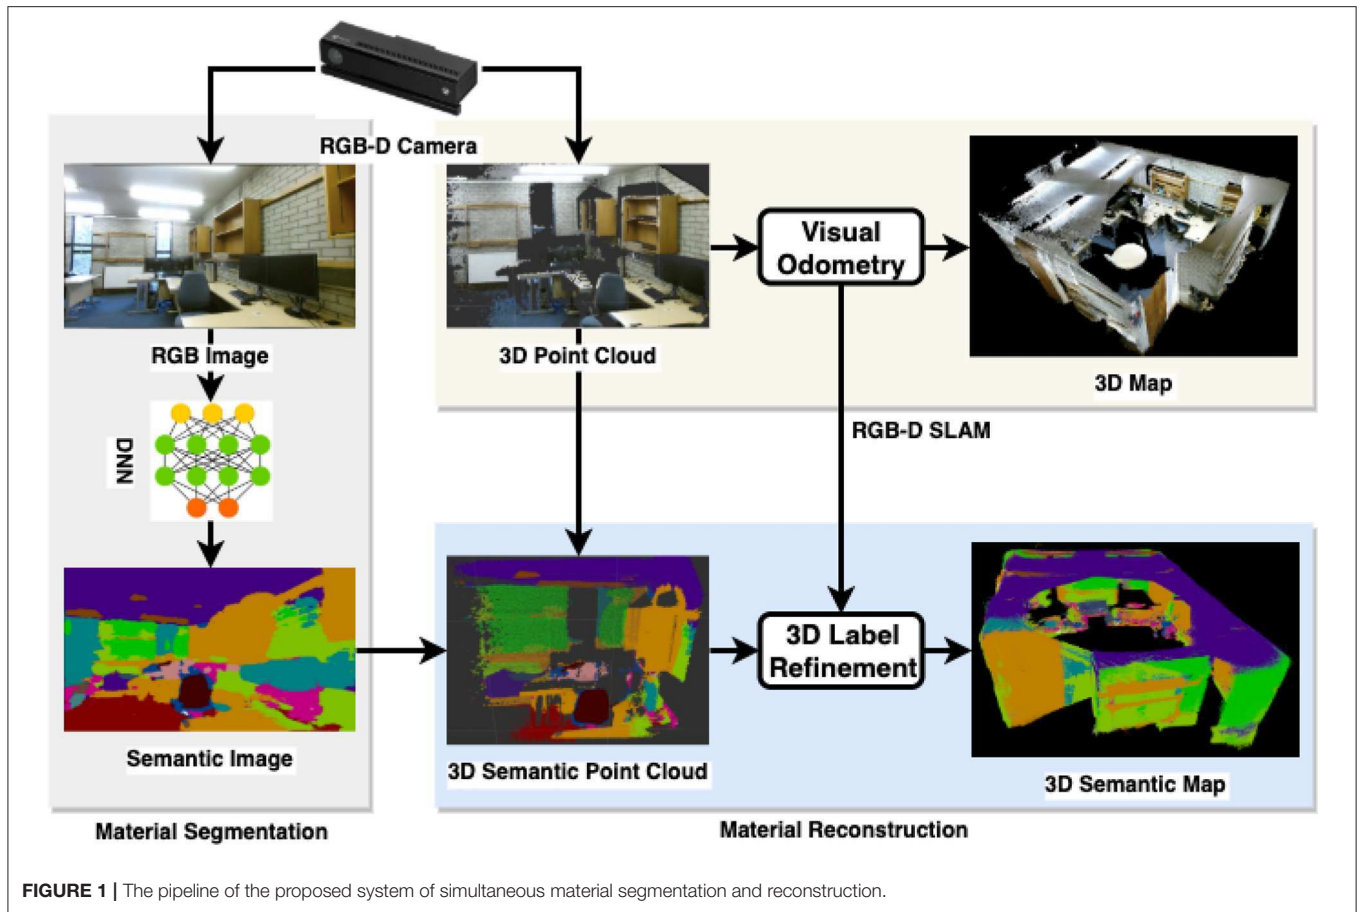 RGB-D Camera
RGB Image
3D Point Cloud
Visual
Odometry
3D Map
DNN
RGB-D SLAM
Semantic Image
3D Semantic Point Cloud
3D Label
Refinement
3D Semantic Map
Material Segmentation
Material Reconstruction
FIGURE 1 | The pipeline of the proposed system of simultaneous material segmentation and reconstruction.